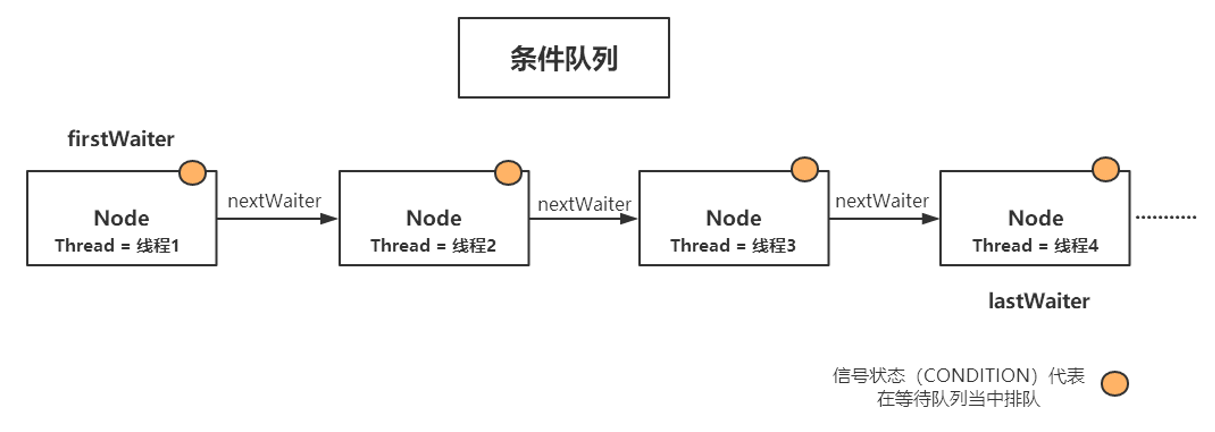 条件队列
firstWaiter
nextWaiter
nextWaiter
nextWaiter
Node
Thread = 线程1
Node
Thread = 线程2
Node
Thread = 线程3
Node
Thread = 线程4
...........
lastWaiter
信号状态（CONDITION）代表
在等待队列当中排队